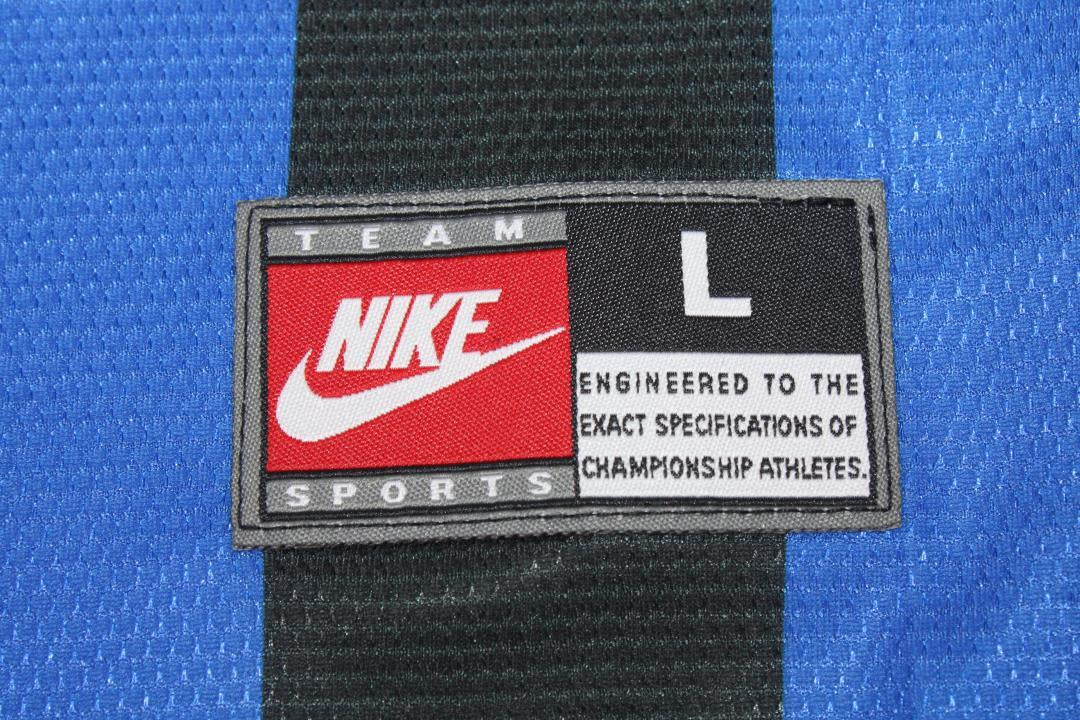 TEAM
NIKE
SPORTS
L
ENGINEERED TO THE
EXACT SPECIFICATIONS OF
CHAMPIONSHIP ATHLETES.